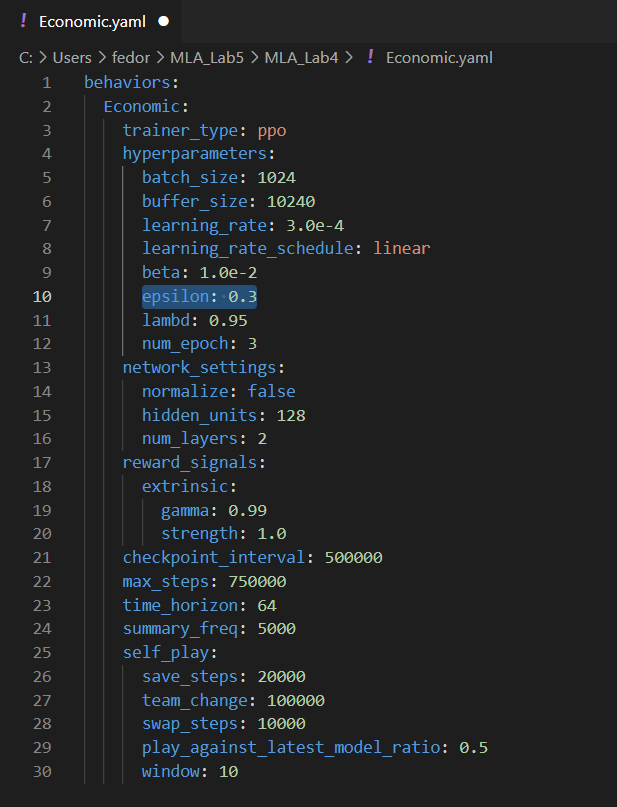 ! Economic.yaml ●
C: > Users > fedor > MLA_Lab5 > MLA_Lab4 > ! Economic.yaml
1 behaviors:
2 Economic:
3 trainer_type: ppo
4 hyperparameters:
5 batch_size: 1024
6 buffer_size: 10240
7 learning_rate: 3.0e-4
8 learning_rate_schedule: linear
9 beta: 1.0e-2
10 epsilon: 0.3
11 lambd: 0.95
12 num_epoch: 3
13 network_settings:
14 normalize: false
15 hidden_units: 128
16 num_layers: 2
17 reward_signals:
18 extrinsic:
19 gamma: 0.99
20 strength: 1.0
21 checkpoint_interval: 500000
22 max_steps: 750000
23 time_horizon: 64
24 summary_freq: 5000
25 self_play:
26 save_steps: 20000
27 team_change: 100000
28 swap_steps: 10000
29 play_against_latest_model_ratio: 0.5
30 window: 10